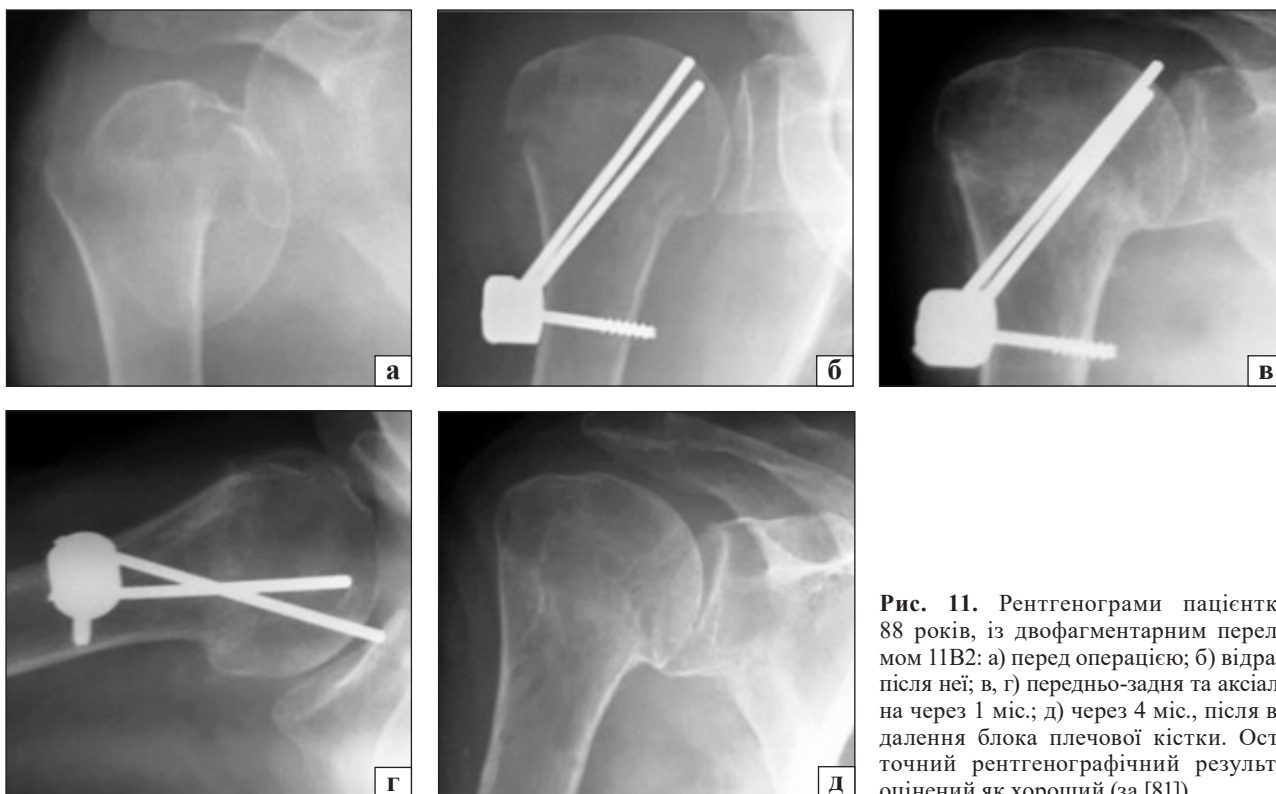 а
б
в
г
д
Рис. 11. Рентгенограми пацієнтк
88 років, із двофагментарним перел
мом 11В2: а) перед операцією; б) відра
після неї; в, г) передньо-задня та аксіал
на через 1 міс.; д) через 4 міс., після в
далення блока плечової кістки. Ост
точний рентгенографічний результ
оцінений як хороший (за [81])